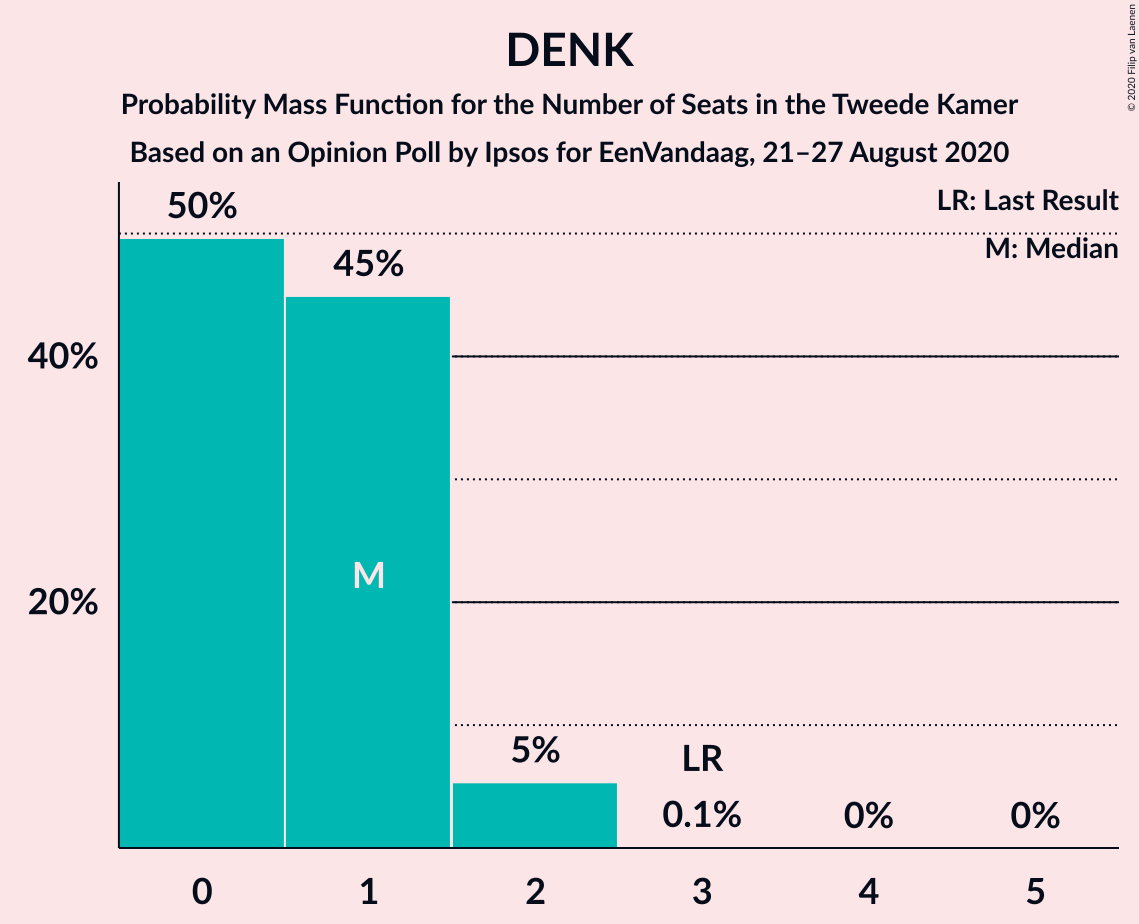 DENK
Probability Mass Function for the Number of Seats in the Tweede Kamer
Based on an Opinion Poll by Ipsos for EenVandaag, 21–27 August 2020
© 2020 Filip van Laenen
LR: Last Result
M: Median
50%
45%
40%
M
20%
5%
LR
0.1%
0%
0%
0 1 2 3 4 5